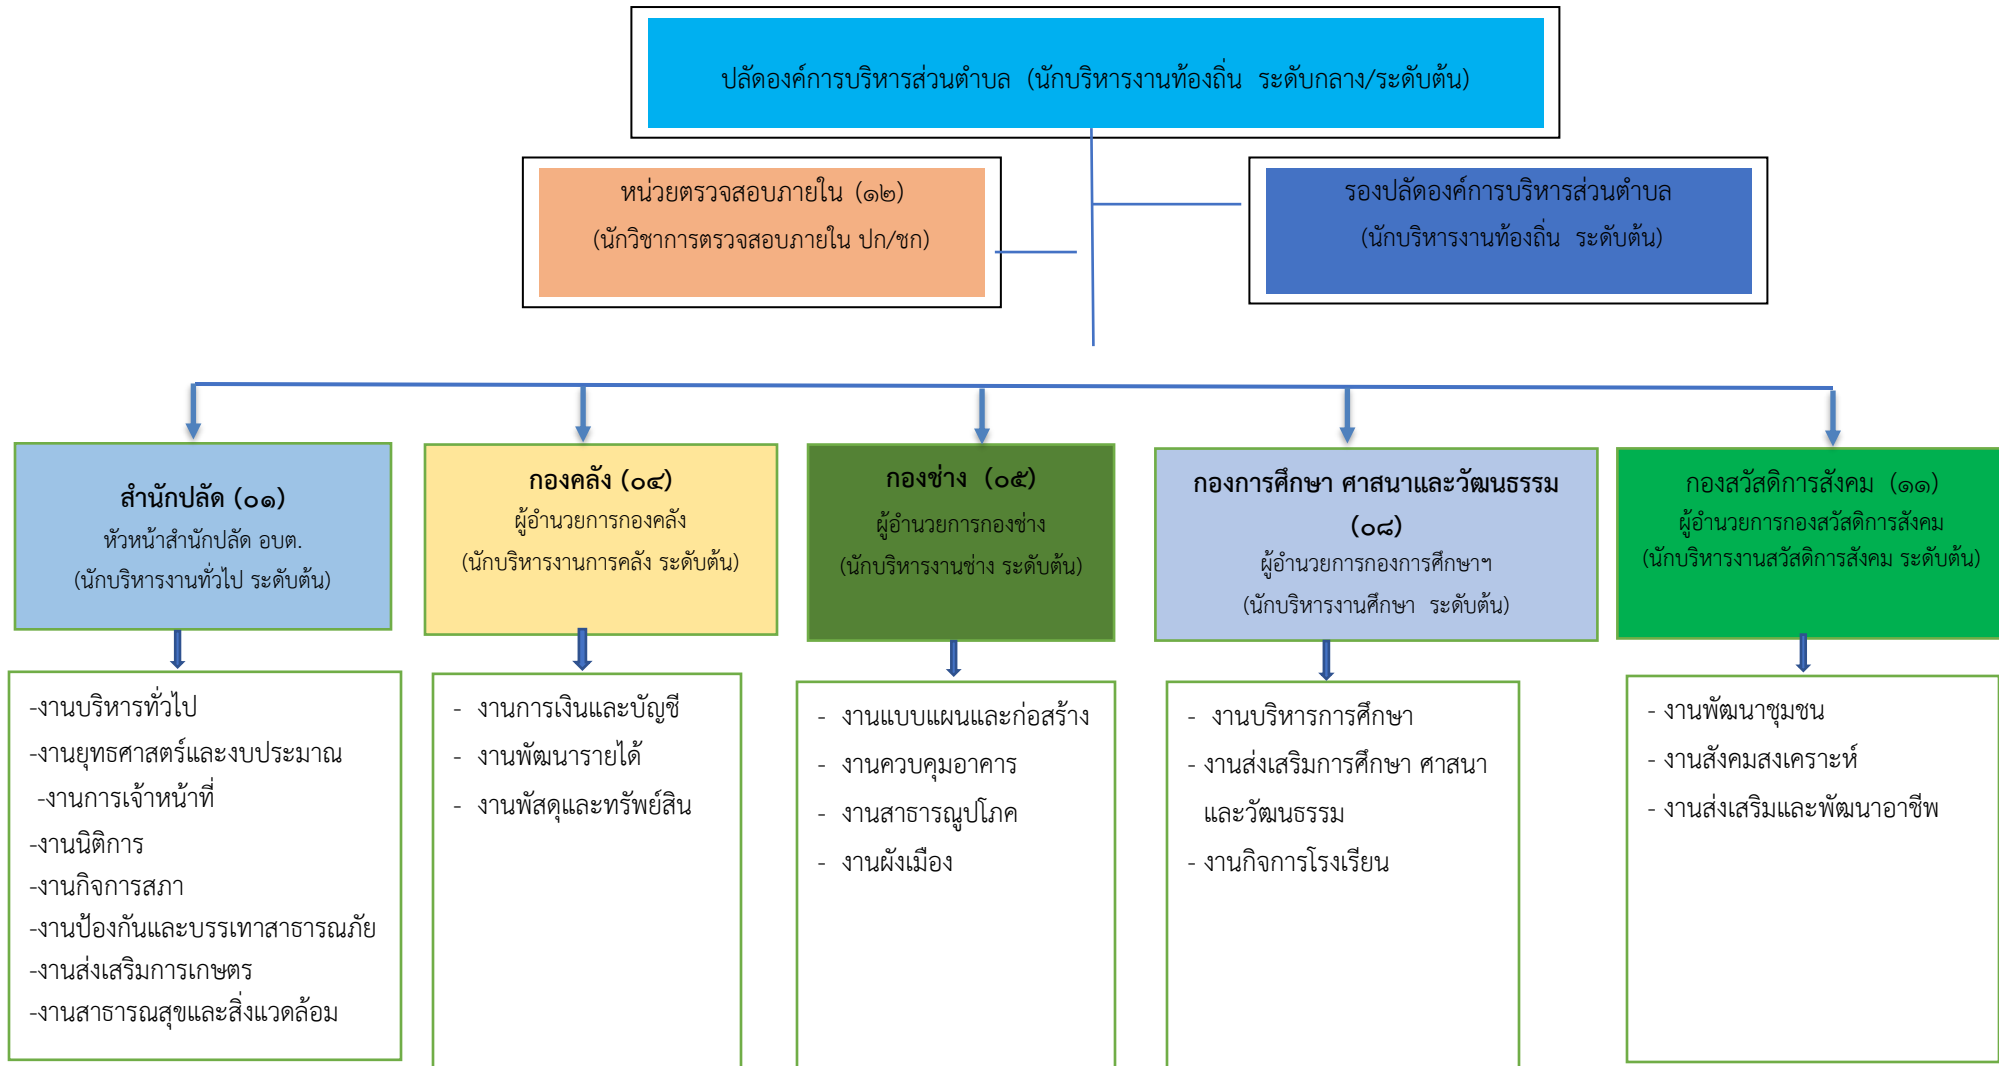 ปลัดองค์การบริหารส่วนตำบล (นักบริหารงานท้องถิ่น ระดับกลาง/ระดับต้น)
หน่วยตรวจสอบภายใน (๑๒)
(นักวิชาการตรวจสอบภายใน ปก/ชก)
รองปลัดองค์การบริหารส่วนตำบล
(นักบริหารงานท้องถิ่น ระดับต้น)
สำนักปลัด (๐๑)
หัวหน้าสำนักปลัด อบต.
(นักบริหารงานทั่วไป ระดับต้น)
กองคลัง (๐๔)
ผู้อำนวยการกองคลัง
(นักบริหารงานการคลัง ระดับต้น)
กองช่าง (๐๕)
ผู้อำนวยการกองช่าง
(นักบริหารงานช่าง ระดับต้น)
กองการศึกษา ศาสนาและวัฒนธรรม
(๐๘)
ผู้อำนวยการกองการศึกษาฯ
(นักบริหารงานศึกษา ระดับต้น)
กองสวัสดิการสังคม (๑๑)
ผู้อำนวยการกองสวัสดิการสังคม
(นักบริหารงานสวัสดิการสังคม ระดับต้น)
-งานบริหารทั่วไป
-งานยุทธศาสตร์และงบประมาณ
-งานการเจ้าหน้าที่
-งานนิติการ
-งานกิจการสภา
-งานป้องกันและบรรเทาสาธารณภัย
-งานส่งเสริมการเกษตร
-งานสาธารณสุขและสิ่งแวดล้อม
- งานการเงินและบัญชี
- งานพัฒนารายได้
- งานพัสดุและทรัพย์สิน
- งานแบบแผนและก่อสร้าง
- งานควบคุมอาคาร
- งานสาธารณูปโภค
- งานผังเมือง
- งานบริหารการศึกษา
- งานส่งเสริมการศึกษา ศาสนา
และวัฒนธรรม
- งานกิจการโรงเรียน
- งานพัฒนาชุมชน
- งานสังคมสงเคราะห์
- งานส่งเสริมและพัฒนาอาชีพ